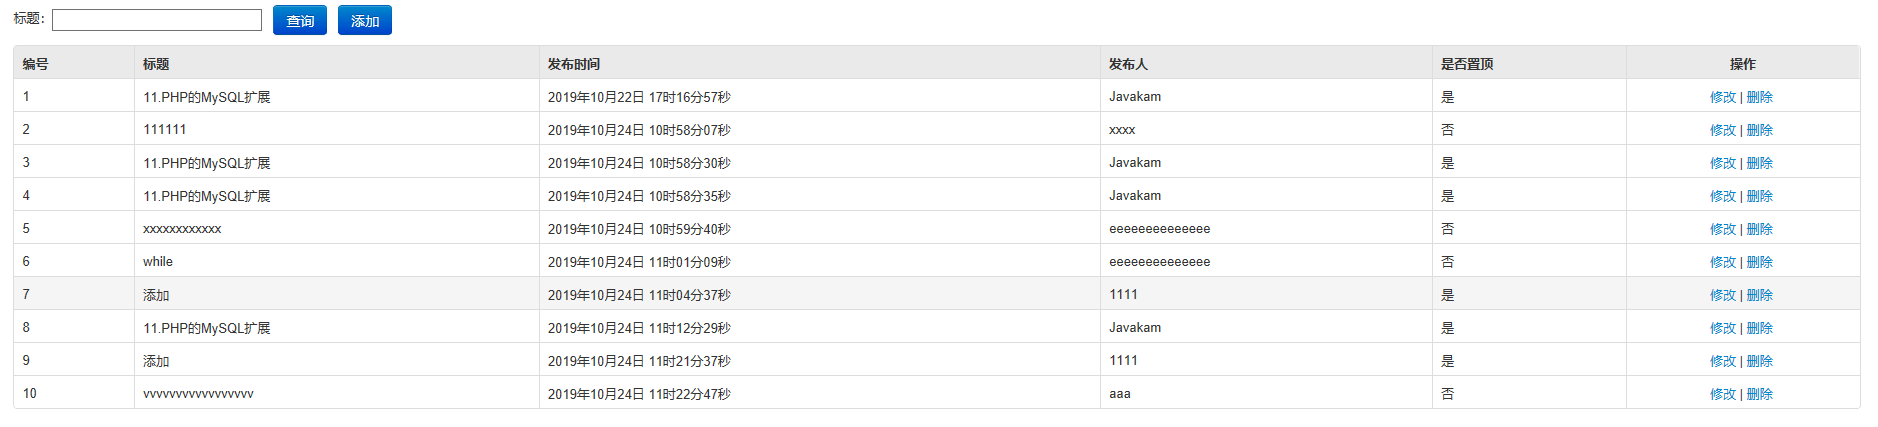 标题: 查询 添加
编号 标题 发布时间 发布人 是否置顶 操作
1 11.PHP的MySQL扩展 2019年10月22日 17时16分57秒 Javakam 是 修改 | 删除
2 111111 2019年10月24日 10时58分07秒 xxxx 否 修改 | 删除
3 11.PHP的MySQL扩展 2019年10月24日 10时58分30秒 Javakam 是 修改 | 删除
4 11.PHP的MySQL扩展 2019年10月24日 10时58分35秒 Javakam 是 修改 | 删除
5 xxxxxxxxxxxx 2019年10月24日 10时59分40秒 eeeeeeeeeeeeee 否 修改 | 删除
6 while 2019年10月24日 11时01分09秒 eeeeeeeeeeeeee 否 修改 | 删除
7 添加 2019年10月24日 11时04分37秒 1111 是 修改 | 删除
8 11.PHP的MySQL扩展 2019年10月24日 11时12分29秒 Javakam 是 修改 | 删除
9 添加 2019年10月24日 11时21分37秒 1111 是 修改 | 删除
10 vvvvvvvvvvvvvvvvv 2019年10月24日 11时22分47秒 aaa 否 修改 | 删除